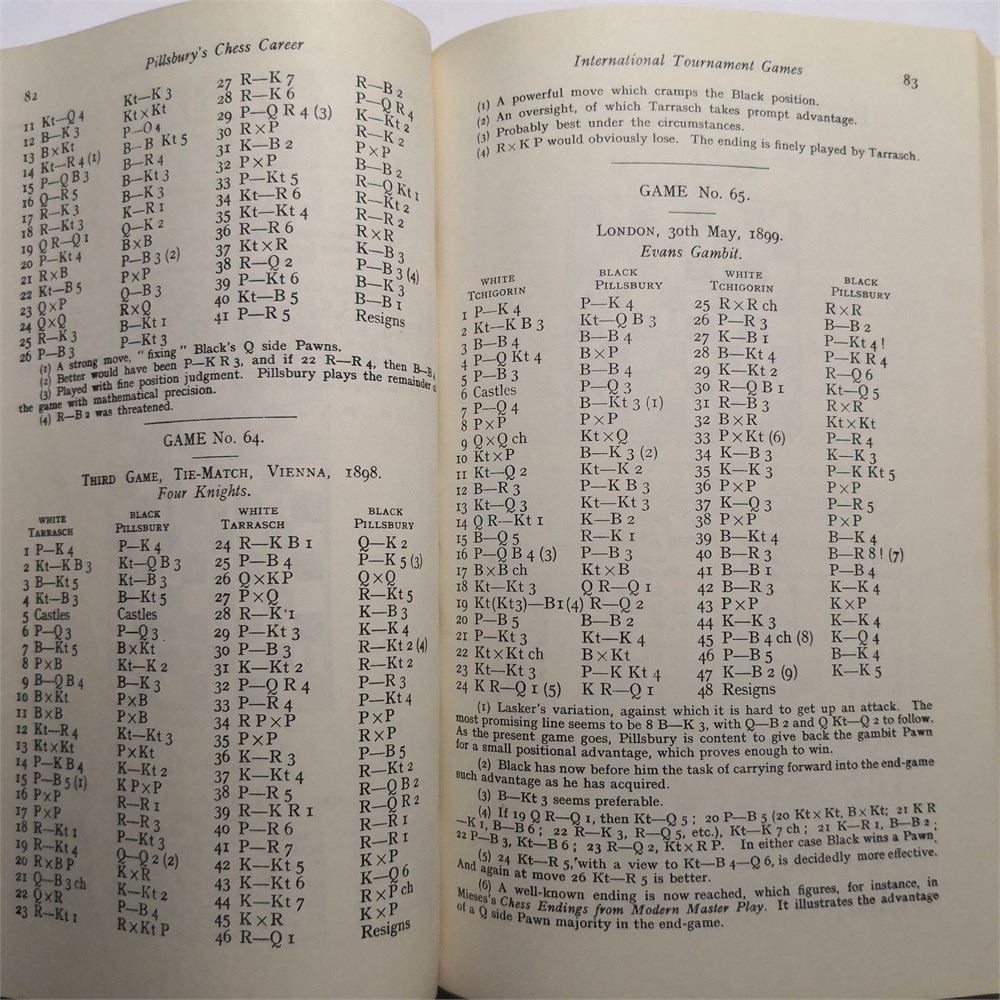 82 Pillsbury's Chess Career
11 Kt—Q4 Kt—K 3 27 R—K 7 R—B 2
12 B—K3 Kt×Kt 28 R—K 6 P—Q R 4
13 B×Kt P—O4 29 P—Q R 4 (3) K—Kt 2
14 Kt—R4 (1) B—B Kt 5 30 R×P R—K 2
15 P—Q B 3 B—R4 31 K—B 2 P×P
16 Q—R 5 B—Kt3 32 P×P B—B 2
17 R—K 3 B—K3 33 P—Kt 5 R—Q Kt 1
18 R—Kt 3 K—R 1 34 Kt—R 6 R—Kt 2
19 Q R—Q 1 Q—K 2 35 Kt—Kt 4 R—R 2
20 P—Kt 4 B×B 36 R—R 6 R×R
21 R×B P—B 3 (2) 37 Kt×R K—B 3
22 Kt—B 5 P×P 38 R—Q 2 P—B 3 (4)
23 Q×P Q—B 3 39 P—Kt 6 B—K 3
24 Q×Q R×Q 40 Kt—B 5 B—B 1
25 R—K 3 B—Kt 1 41 P—R 5 Resigns
26 P—B 3 P—Kt 3
(1) A strong move, "fixing" Black's Q side Pawns.
(2) Better would have been P—K R 3, and if 22 R—R 4, then B—B 4
(3) Played with fine position judgment. Pillsbury plays the remainder of
the game with mathematical precision.
(4) R—B 2 was threatened.
GAME No. 64.
THIRD GAME, TIE-MATCH, VIENNA, 1898.
Four Knights.
WHITE BLACK WHITE BLACK
TARRASCH PILLSBURY TARRASCH PILLSBURY
1 P—K 4 P—K 4 24 R—K B 1 Q—K 2
2 Kt—K B 3 Kt—Q B 3 25 P—B 4 P—K 5 (3)
3 B—Kt 5 Kt—B 3 26 Q×K P Q×Q
4 Kt—B 3 B—Kt 5 27 P×Q R—Kt 5
5 Castles Castles 28 R—K 1 K—B 3
6 P—Q 3 P—Q 3 29 P—Kt 3 K—K 4
7 B—Kt 5 B×Kt 30 P—B 3 R—Kt 2 (4)
8 P×B Kt—K 2 31 K—Kt 2 R—Kt 2
9 B—Q B 4 B—K 3 32 P—Q R 4 P—R 3
10 B×Kt P×B 33 P—R 4 P—Kt 4
11 B×B P×B 34 R P×P P×P
12 Kt—R 4 Kt—Kt 3 35 P×P R×P
13 Kt×Kt P×Kt 36 K—R 3 P—B 5
14 P—K B 4 K—Kt 2 37 K—Kt 4 R—Kt 2
15 P—B 5 (1) K P×P 38 P—R 5 R—Q B 2
16 P×P R—R 1 39 R—K R 1 R—Q R 2
17 P×P R—R 3 40 P—R 6 R—R 1
18 R—Kt 1 P—Kt 3 41 P—R 7 R—R 1
19 R—Kt 4 Q—Q 2 (2) 42 K—Kt 5 K×P
20 R×B P K×R 43 K—Kt 6 K—Q 6
21 Q—B 3 ch K—Kt 2 44 K—Kt 7 R×P ch
22 Q×R P—B 4 45 K×R K×P
23 R—Kt 1 R×Kt P 46 R—Q 1 Resigns
International Tournament Games 83
(1) A powerful move which cramps the Black position.
(2) An oversight, of which Tarrasch takes prompt advantage.
(3) Probably best under the circumstances.
(4) R×K P would obviously lose. The ending is finely played by Tarrasch.
GAME No. 65.
LONDON, 30th May, 1899.
Evans Gambit.
WHITE BLACK WHITE BLACK
TCHIGORIN PILLSBURY TCHIGORIN PILLSBURY
1 P—K 4 P—K 4 25 R×R ch R×R
2 Kt—K B 3 Kt—Q B 3 26 P—R 3 B—B 2
3 B—B 4 B—B 4 27 K—B 1 P—Kt 4 !
4 P—Q Kt 4 B×P 28 B—Kt 4 P—K R 4
5 P—B 3 B—B 4 29 K—Kt 2 R—Q 6
6 Castles P—Q 3 30 R—Q B 1 Kt—Q 5
7 P—Q 4 B—Kt 3 (1) 31 R—B 3 R×R
8 P×P P×P 32 B×R Kt×Kt
9 Q×Q ch Kt×Q 33 P×Kt (6) P—R 4
10 Kt×P B—K 3 (2) 34 K—B 3 K—K 3
11 Kt—Q 2 Kt—K 2 35 K—K 3 P—K Kt 5
12 B—R 3 P—K B 3 36 P×P P×P
13 Kt—Q 3 Kt—Kt 3 37 K—Q 3 P—R 5
14 Q R—Kt 1 K—B 2 38 P×P P×P
15 B—Q 5 R—K 1 39 B—Kt 4 B—K 4
16 P—Q B 4 (3) P—B 3 40 B—R 3 B—R 8 ! (7)
17 B×B ch Kt×B 41 B—B 1 P—B 4
18 Kt—Kt 3 Q R—Q 1 42 B—R 3 K—K 4
19 Kt(Kt3)—B1 (4) R—Q 2 43 P×P K×P
20 P—B 5 B—B 2 44 K—K 3 K—K 4
21 P—Kt 3 Kt—K 4 45 P—B 4 ch (8) K—Q 4
22 Kt×Kt ch B×Kt 46 P—B 5 B—K 4
23 Kt—Kt 3 P—K Kt 4 47 K—B 2 (9) K—K 5
24 K R—Q 1 (5) K R—Q 1 48 Resigns
(1) Lasker's variation, against which it is hard to get up an attack. The
most promising line seems to be 8 B—K 3, with Q—B 2 and Q Kt—Q 2 to follow.
As the present game goes, Pillsbury is content to give back the gambit Pawn
for a small positional advantage, which proves enough to win.
(2) Black has now before him the task of carrying forward into the end-game
such advantage as he has acquired.
(3) B—Kt 3 seems preferable.
(4) If 19 Q R—Q 1, then Kt—Q 5 ; 20 P—B 5 (20 Kt×Kt, B×Kt; 21 K R
—K 1, B—B 6 ; 22 R—K 3, R—Q 5, etc.), Kt—K 7 ch ; 21 K—R 1, B—B 2 ;
22 P—B 3, Kt—B 6 ; 23 R—Q 2, Kt×R P. In either case Black wins a Pawn.
(5) 24 Kt—R 5, with a view to Kt—B 4—Q 6, is decidedly more effective.
And again at move 26 Kt—R 5 is better.
(6) A well-known ending is now reached, which figures, for instance, in
Mieses's Chess Endings from Modern Master Play. It illustrates the advantage
of a Q side Pawn majority in the end-game.